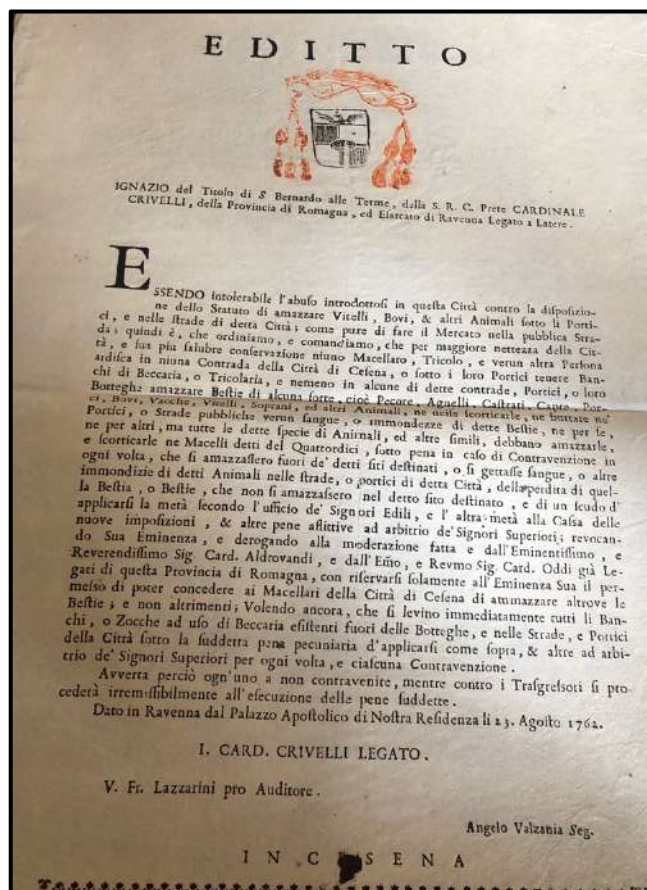 EDITTO
IGNAZIO del Titolo di S Bernardo alle Terme, della S. R. C. Prete CARDINALE
CRIVELLI, della Provincia di Romagna, ed Esarcato di Ravenna Legato a Latere.
ESSENDO intolerabile l'abuso introdottosi in questa Città contro la disposizio-
ne dello Statuto di amazzare Vitelli, Bovi, & altri Animali sotto li Porti-
ci, e nelle strade di detta Città; come pure di fare il Mercato nella pubblica Stra-
da; quindi è, che ordiniamo, e comandiamo, che per maggiore nettezza della Cit-
tà, e sua più salubre conservazione niuno Macellaro, Tricolo, e verun altra Persona
ardisca in niuna Contrada della Città di Cesena, o sotto i loro Portici tenere Ban-
chi di Beccaria, o Tricolaria, e nemeno in alcune di dette contrade, Portici, o loro
Botteghe amazzare Bestie di alcuna sorte, cioè Pecore, Agnelli, Castrati, Capre, Por-
ci, Bovi, Vacche, Vitelli, Soprani, ed altri Animali, ne nelle scorticarle, ne buttare ne'
Portici, o Strade pubbliche verun sangue, o immondezze di dette Bestie, ne per se,
ne per altri, ma tutte le dette specie di Animali, ed altre simili, debbano amazzarle,
e scorticarle ne Macelli detti del Quattordici, sotto pena in caso di Contravenzione in
ogni volta, che si amazzassero fuori de' detti siti destinati, o si gettasse sangue, o altre
immondizie di detti Animali nelle strade, o portici di detta Città, della perdita di quel-
la Bestia, o Bestie, che non si amazzassero nel detto sito destinato, e di un scudo d'
applicarsi la metà secondo l'ufficio de' Signori Edili, e l' altra metà alla Cassa delle
nuove imposizioni, & altre pene afflittive ad arbitrio de' Signori Superiori; revocan-
do Sua Eminenza, e derogando alla moderazione fatta e dall'Eminentissimo, e
Reverendissimo Sig. Card. Aldrovandi, e dall'Emo, e Revmo Sig. Card. Oddi già Le-
gati di questa Provincia di Romagna, con riservarsi solamente all'Eminenza Sua il per-
messo di poter concedere ai Macellari della Città di Cesena di ammazzare altrove le
Bestie; e non altrimenti; Volendo ancora, che si levino immediatamente tutti li Ban-
chi, o Zocche ad uso di Beccaria esistenti fuori delle Botteghe, e nelle Strade, e Portici
della Città sotto la suddetta pena pecuniaria d'applicarsi come sopra, & altre ad arbi-
trio de' Signori Superiori per ogni volta, e ciascuna Contravenzione.
Avverta perciò ogn'uno a non contravenire, mentre contro i Trasgressori si pro-
cederà irremissibilmente all'esecuzione delle pene suddette.
Dato in Ravenna dal Palazzo Apostolico di Nostra Residenza li 23. Agosto 1762.
I. CARD. CRIVELLI LEGATO.
V. Fr. Lazzarini pro Auditore.
Angelo Valzania Seg.
IN CESENA